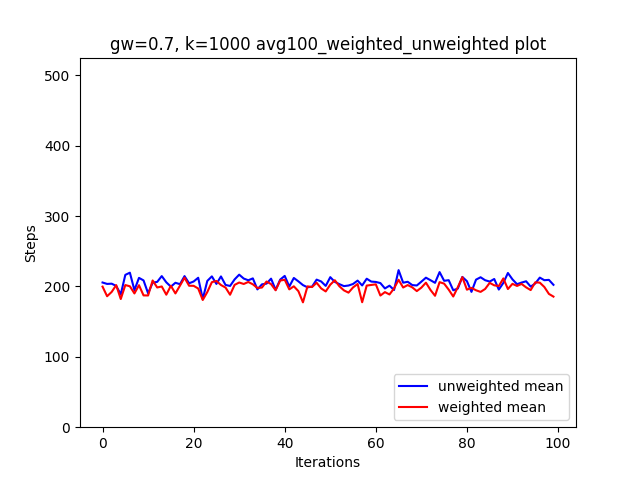 gw=0.7, k=1000 avg100_weighted_unweighted plot
500
400
300
200
100
0
Steps
0 20 40 60 80 100
Iterations
unweighted mean
weighted mean